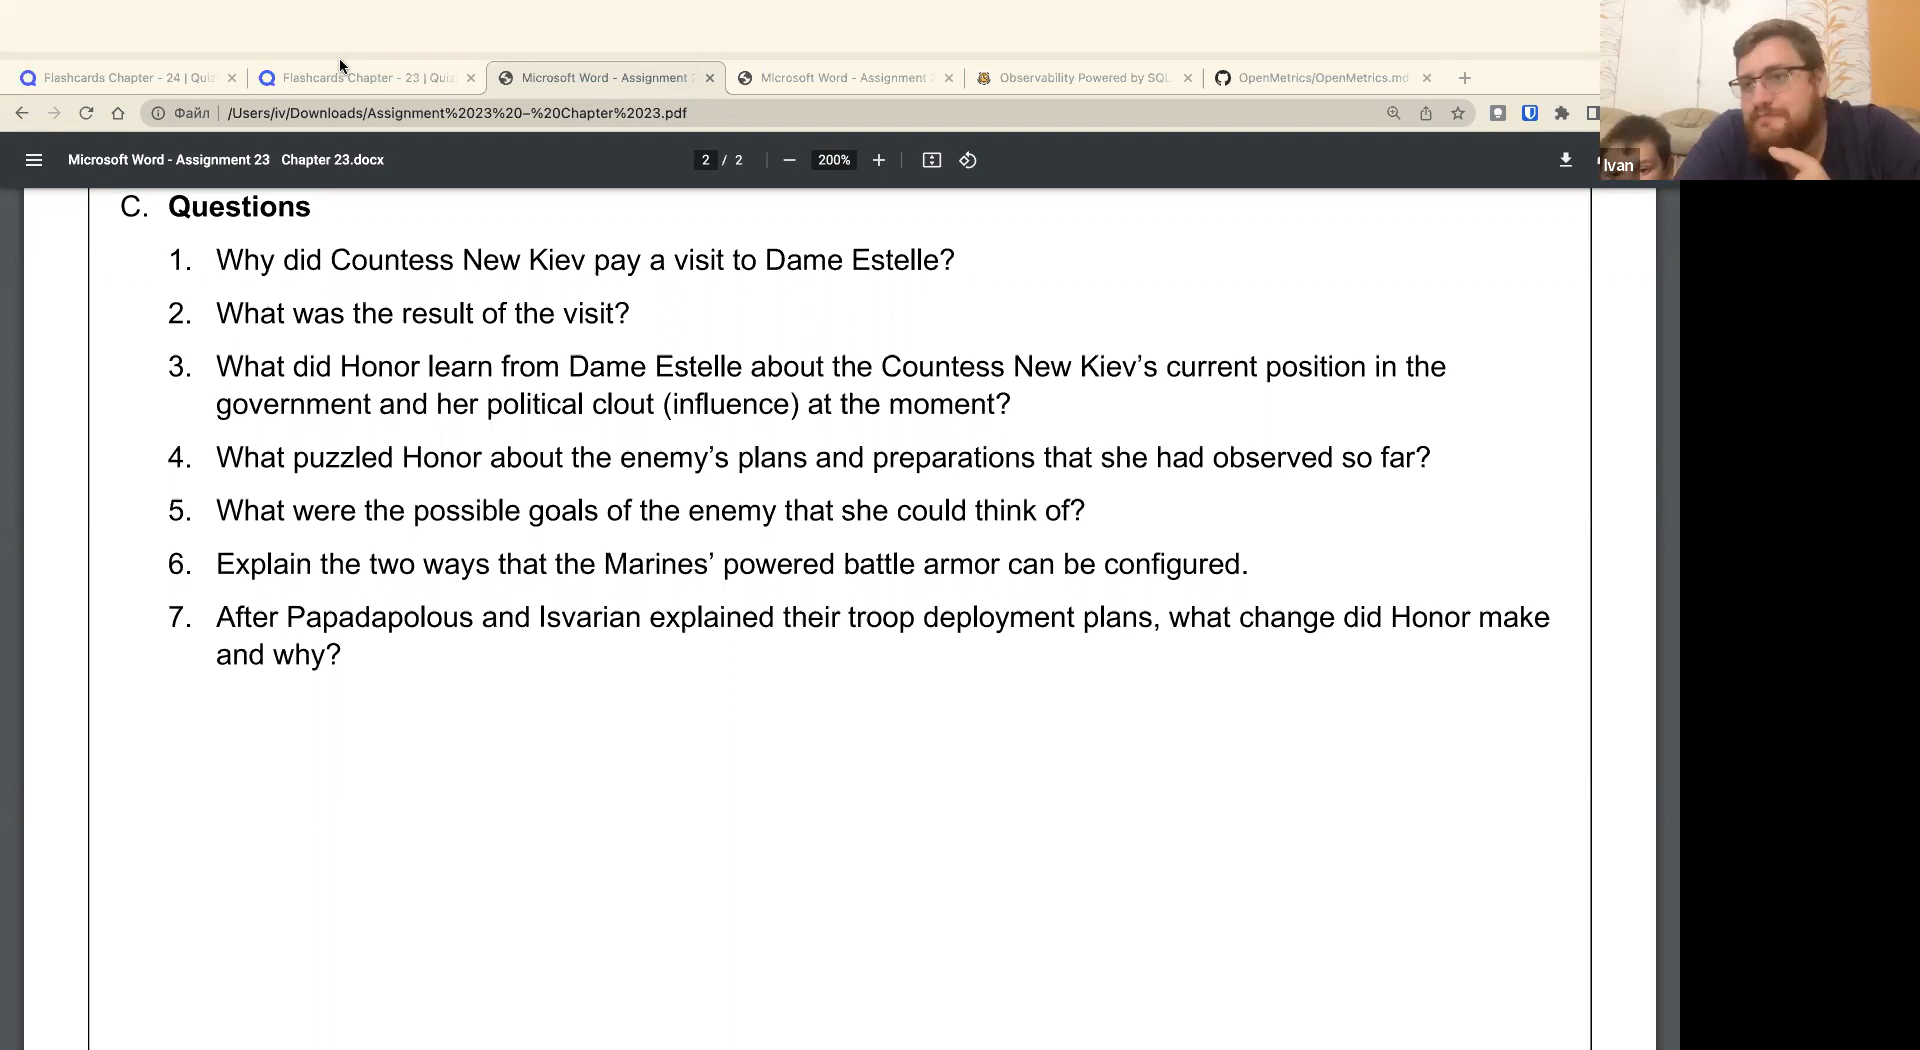 Flashcards Chapter - 24 | Quiz
Flashcards Chapter - 23 | Quiz
Microsoft Word - Assignment 2
Microsoft Word - Assignment 2
Observability Powered by SQL
OpenMetrics/OpenMetrics.md
Файл
/Users/iv/Downloads/Assignment%2023%20–%20Chapter%2023.pdf
Microsoft Word - Assignment 23 Chapter 23.docx
2 / 2
200%
Ivan
C. Questions
1. Why did Countess New Kiev pay a visit to Dame Estelle?
2. What was the result of the visit?
3. What did Honor learn from Dame Estelle about the Countess New Kiev’s current position in the
government and her political clout (influence) at the moment?
4. What puzzled Honor about the enemy’s plans and preparations that she had observed so far?
5. What were the possible goals of the enemy that she could think of?
6. Explain the two ways that the Marines’ powered battle armor can be configured.
7. After Papadapolous and Isvarian explained their troop deployment plans, what change did Honor make
and why?